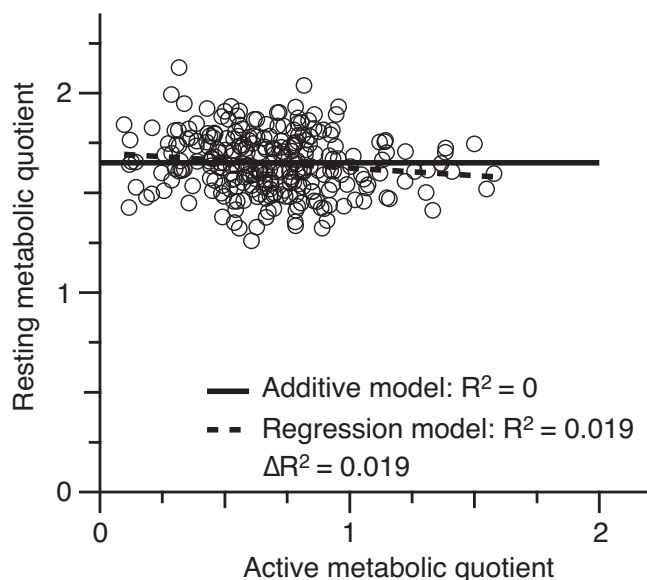 Resting metabolic quotient
2
1
0
Additive model: R² = 0
Regression model: R² = 0.019
ΔR² = 0.019
0
1
2
Active metabolic quotient